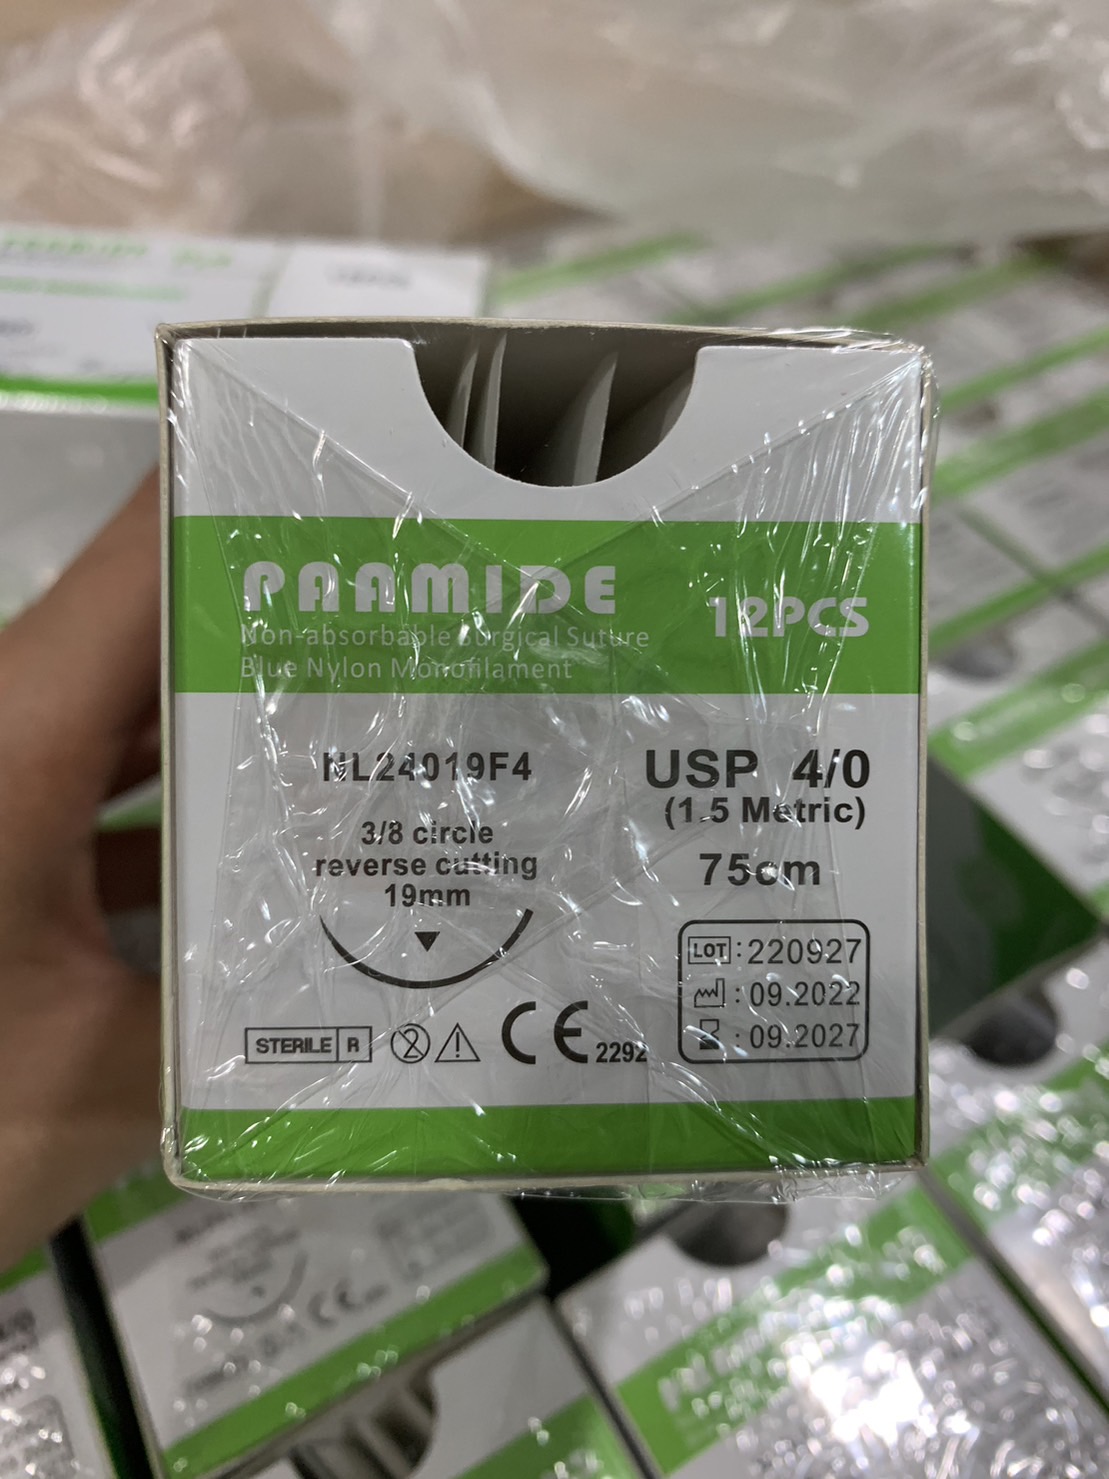 PAAMIDE
12PCS
Non-absorbable Surgical Suture
Blue Nylon Monofilament
NL24019F4
USP 4/0
(1.5 Metric)
3/8 circle
reverse cutting
19mm
75cm
LOT : 220927
: 09.2022
: 09.2027
STERILE R
2
CE 2292